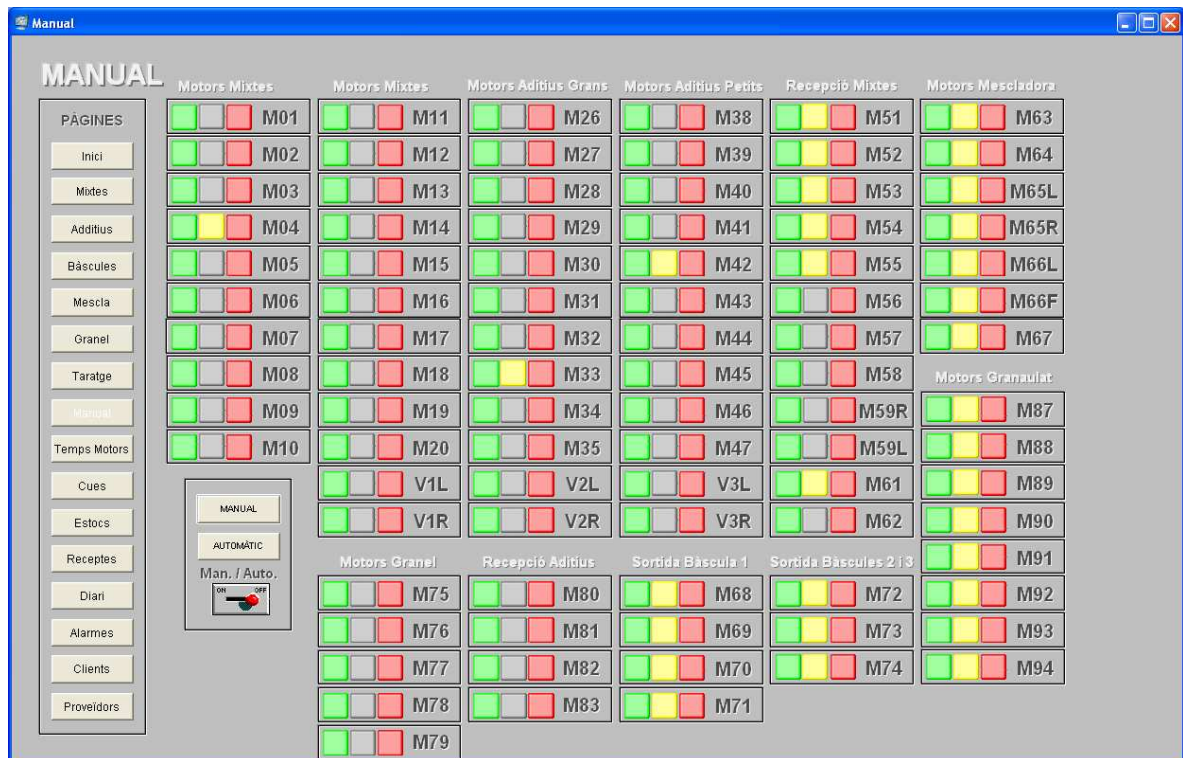 Manual
MANUAL
PÀGINES
Inici
Mixtes
Additius
Bàscules
Mescla
Granel
Taratge
Manual
Temps Motors
Cues
Estocs
Receptes
Diari
Alarmes
Clients
Proveïdors
Motors Mixtes
M01
M02
M03
M04
M05
M06
M07
M08
M09
M10
MANUAL
AUTOMÀTIC
Man. / Auto.
ON OFF
Motors Mixtes
M11
M12
M13
M14
M15
M16
M17
M18
M19
M20
V1L
V1R
Motors Granel
M75
M76
M77
M78
M79
Motors Aditius Grans
M26
M27
M28
M29
M30
M31
M32
M33
M34
M35
V2L
V2R
Recepció Aditius
M80
M81
M82
M83
Motors Aditius Petits
M38
M39
M40
M41
M42
M43
M44
M45
M46
M47
V3L
V3R
Sortida Bàscula 1
M68
M69
M70
M71
Recepció Mixtes
M51
M52
M53
M54
M55
M56
M57
M58
M59R
M59L
M61
M62
Sortida Bàscules 2 i 3
M72
M73
M74
Motors Mescladora
M63
M64
M65L
M65R
M66L
M66F
M67
Motors Granaulat
M87
M88
M89
M90
M91
M92
M93
M94